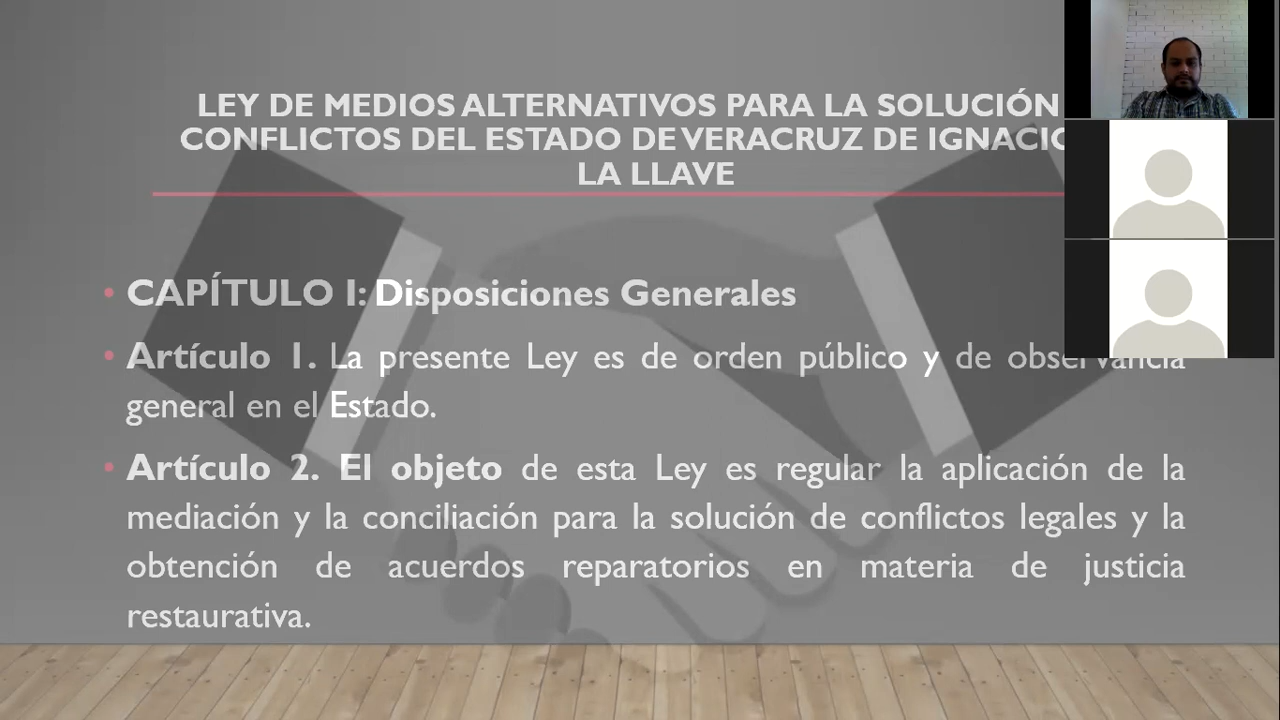 LEY DE MEDIOS ALTERNATIVOS PARA LA SOLUCIÓN
CONFLICTOS DEL ESTADO DE VERACRUZ DE IGNACIO
LA LLAVE
• CAPÍTULO I: Disposiciones Generales
• Artículo 1. La presente Ley es de orden público y de observancia
general en el Estado.
• Artículo 2. El objeto de esta Ley es regular la aplicación de la
mediación y la conciliación para la solución de conflictos legales y la
obtención de acuerdos reparatorios en materia de justicia
restaurativa.